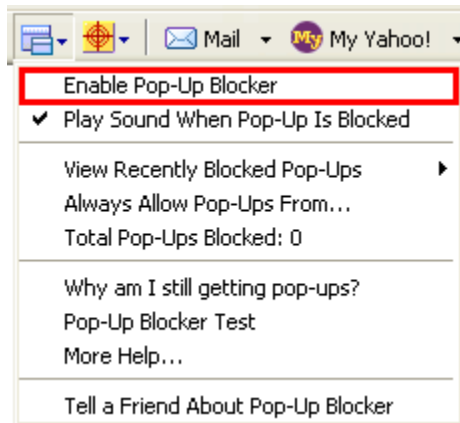 Mail My My Yahoo!
Enable Pop-Up Blocker
Play Sound When Pop-Up Is Blocked
View Recently Blocked Pop-Ups
Always Allow Pop-Ups From...
Total Pop-Ups Blocked: 0
Why am I still getting pop-ups?
Pop-Up Blocker Test
More Help...
Tell a Friend About Pop-Up Blocker